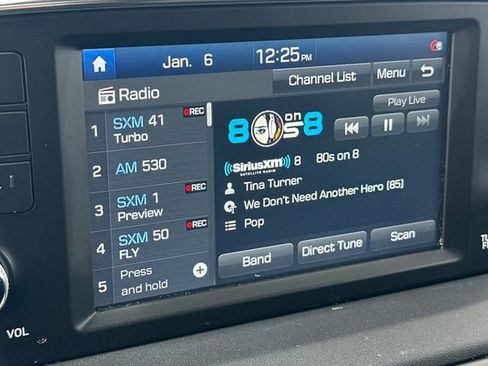 Jan. 6 12:25 PM
Channel List Menu
Radio
Play Live
1 SXM 41 REC
Turbo
2 AM 530
3 SXM 1 REC
Preview
4 SXM 50 REC
FLY
5 Press
and hold
80s on 8
((SiriusXM)) 8 80s on 8
SATELLITE RADIO
Tina Turner
We Don't Need Another Hero (85)
Pop
Band Direct Tune Scan
VOL